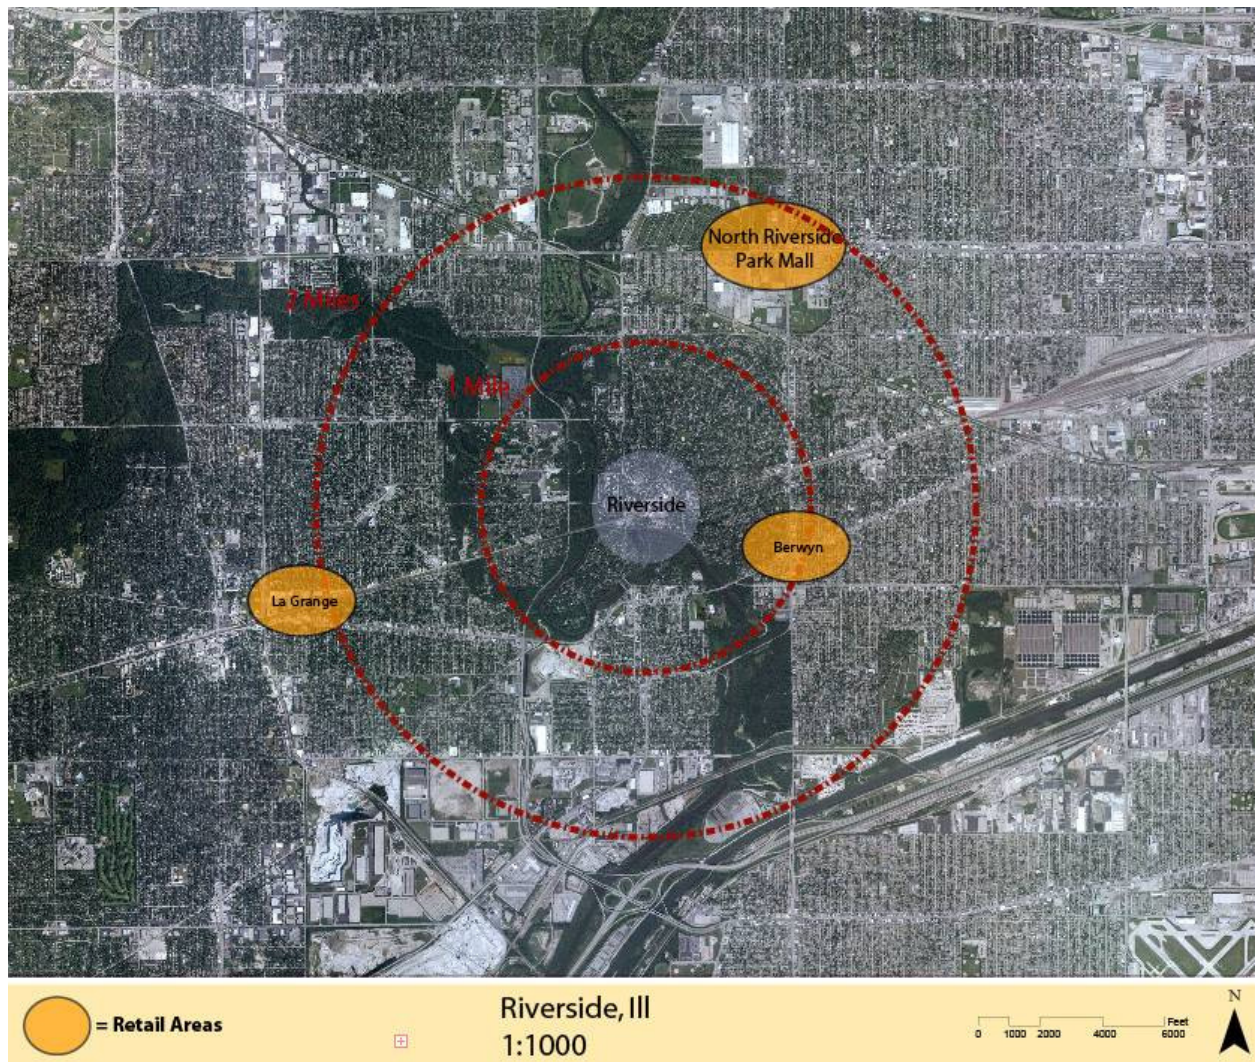 North Riverside
Park Mall
2 Miles
1 Mile
Riverside
Berwyn
La Grange
= Retail Areas
Riverside, Ill
1:1000
N
Feet
0 1000 2000 4000 6000